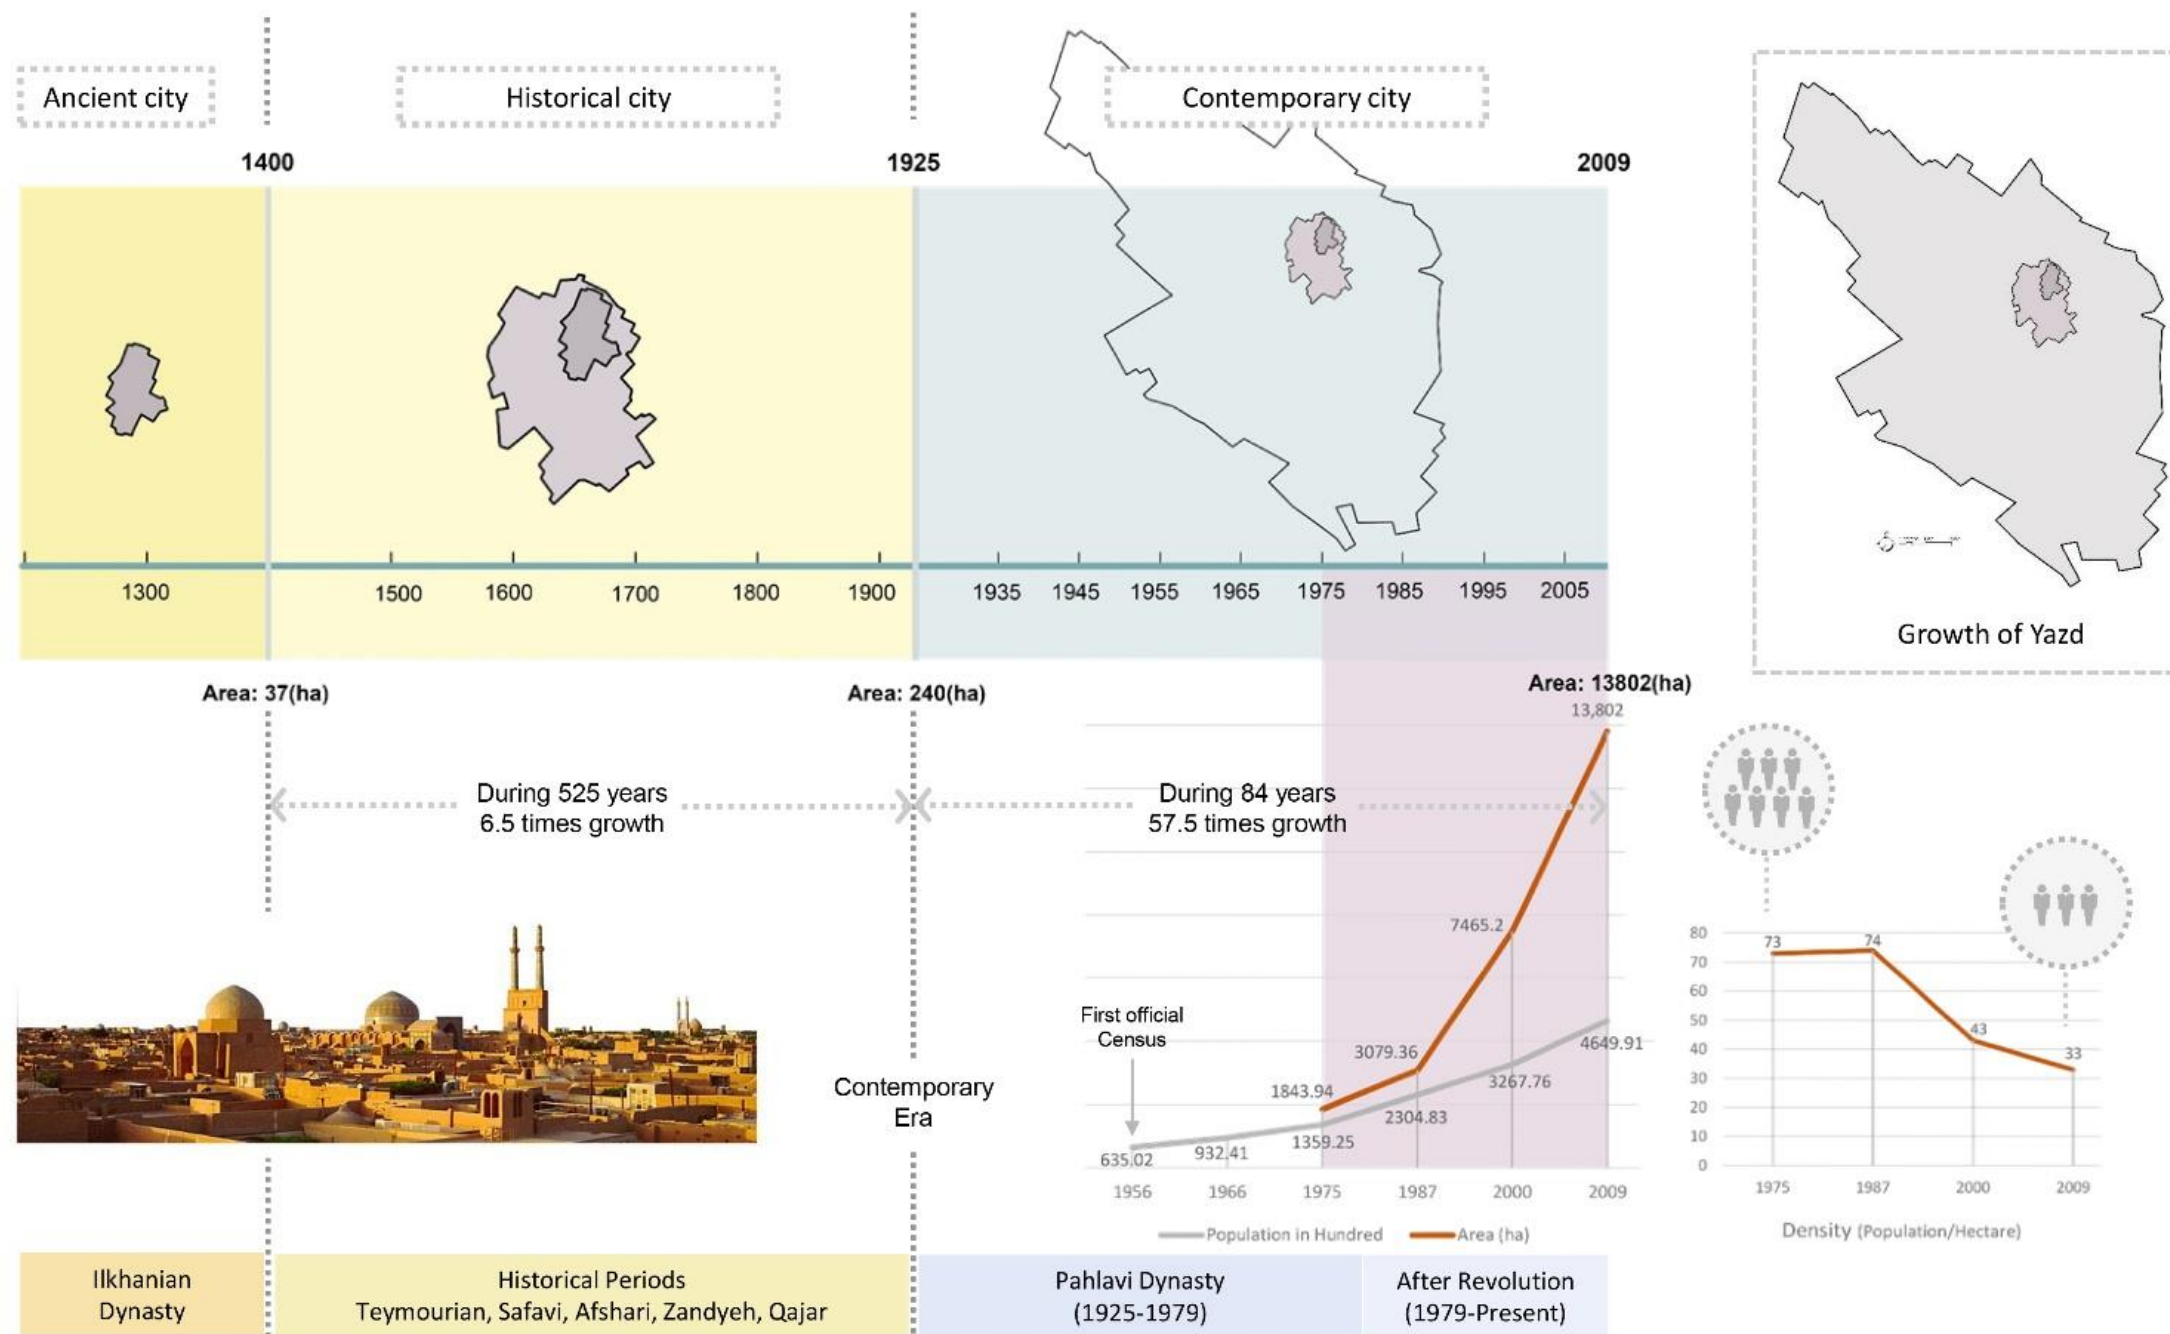 Ancient city
Historical city
Contemporary city
1400
1925
2009
1300
1500
1600
1700
1800
1900
1935
1945
1955
1965
1975
1985
1995
2005
Growth of Yazd
Area: 37(ha)
Area: 240(ha)
Area: 13802(ha)
During 525 years
6.5 times growth
During 84 years
57.5 times growth
13,802
7465.2
3079.36
1843.94
4649.91
3267.76
2304.83
1359.25
932.41
635.02
First official
Census
1956
1966
1975
1987
2000
2009
Population in Hundred
Area (ha)
Contemporary
Era
80
70
60
50
40
30
20
10
0
73
74
43
33
1975
1987
2000
2009
Density (Population/Hectare)
Ilkhanian
Dynasty
Historical Periods
Teymourian, Safavi, Afshari, Zandyeh, Qajar
Pahlavi Dynasty
(1925-1979)
After Revolution
(1979-Present)